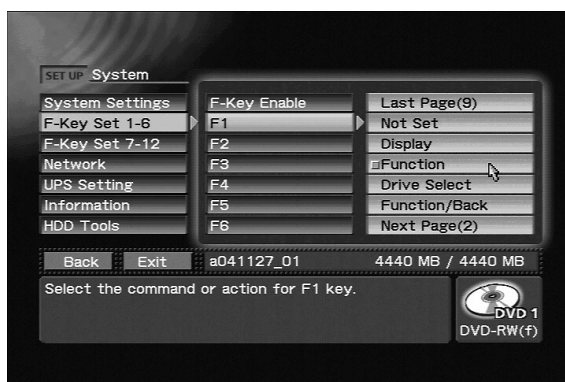 SET UP System
System Settings
F-Key Set 1-6
F-Key Set 7-12
Network
UPS Setting
Information
HDD Tools
F-Key Enable
F1
F2
F3
F4
F5
F6
Last Page(9)
Not Set
Display
Function
Drive Select
Function/Back
Next Page(2)
Back Exit a041127_01 4440 MB / 4440 MB
Select the command or action for F1 key.
DVD 1
DVD-RW(f)